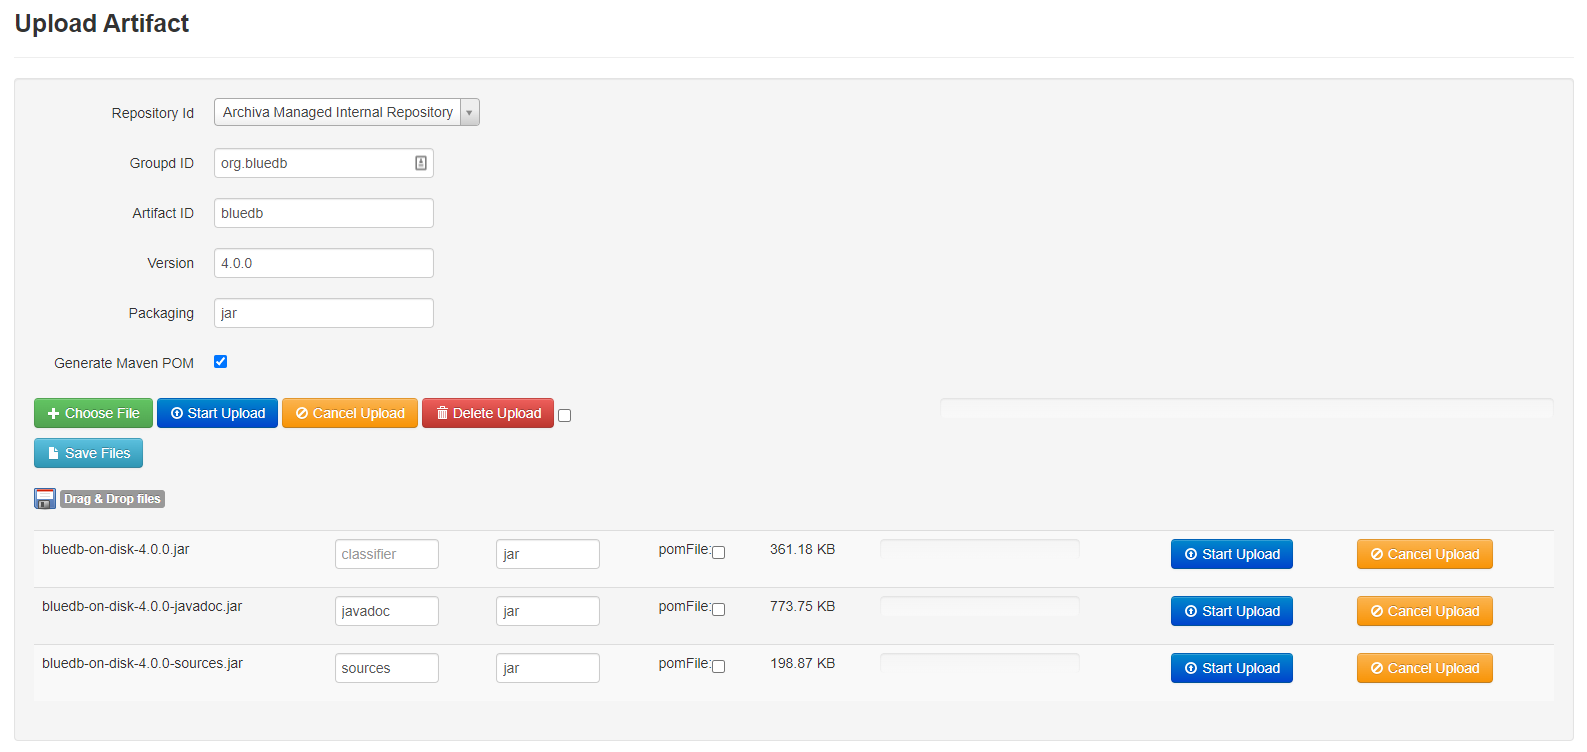 Upload Artifact
Repository Id Archiva Managed Internal Repository
Groupd ID org.bluedb
Artifact ID bluedb
Version 4.0.0
Packaging jar
Generate Maven POM
Choose File Start Upload Cancel Upload Delete Upload
Save Files
Drag & Drop files
bluedb-on-disk-4.0.0.jar classifier jar pomFile: 361.18 KB Start Upload Cancel Upload
bluedb-on-disk-4.0.0-javadoc.jar javadoc jar pomFile: 773.75 KB Start Upload Cancel Upload
bluedb-on-disk-4.0.0-sources.jar sources jar pomFile: 198.87 KB Start Upload Cancel Upload